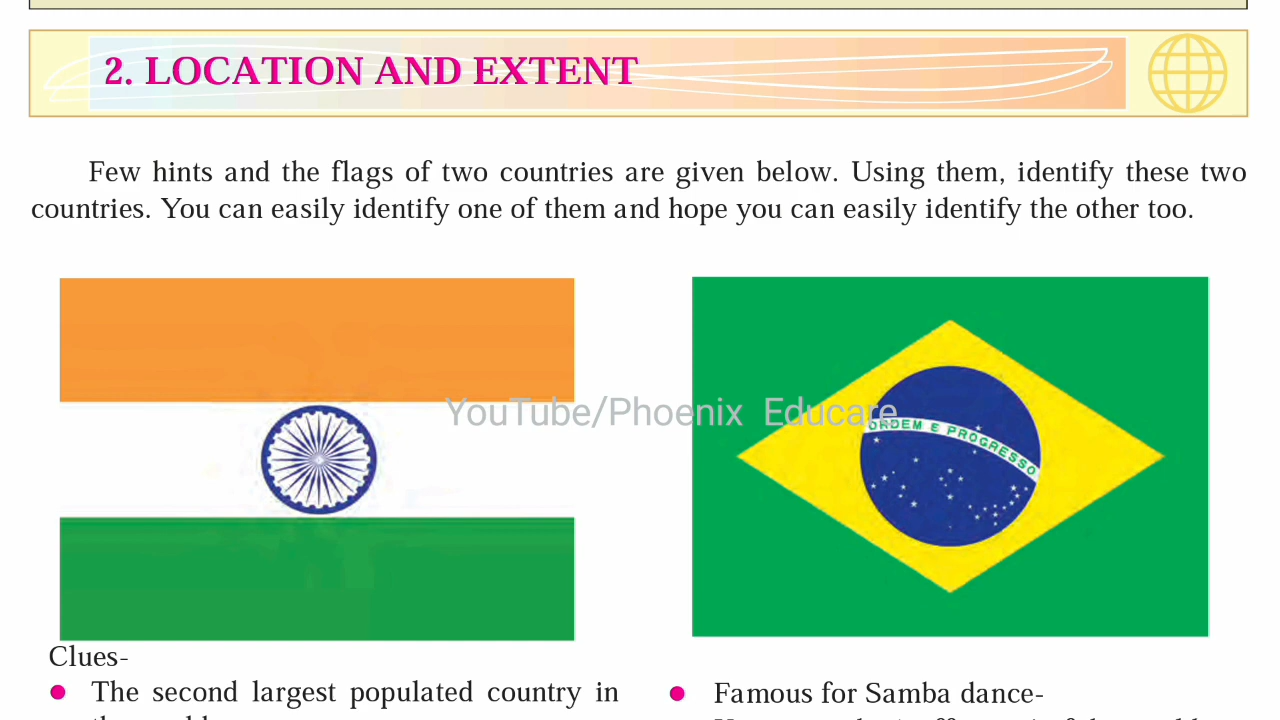 2. LOCATION AND EXTENT
Few hints and the flags of two countries are given below. Using them, identify these two
countries. You can easily identify one of them and hope you can easily identify the other too.
YouTube/Phoenix Educare
ORDEM E PROGRESSO
Clues-
The second largest populated country in
Famous for Samba dance-